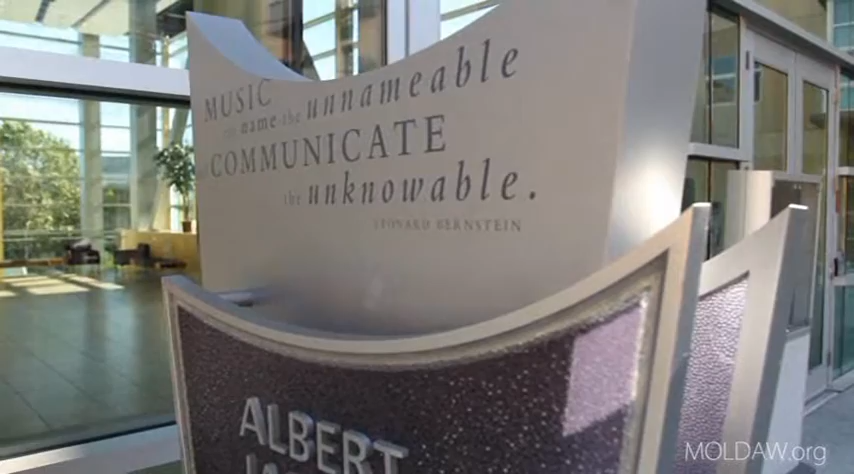 MUSIC
name the unnameable
COMMUNICATE
the unknowable.
LEONARD BERNSTEIN
ALBERT
MOLDAW.org